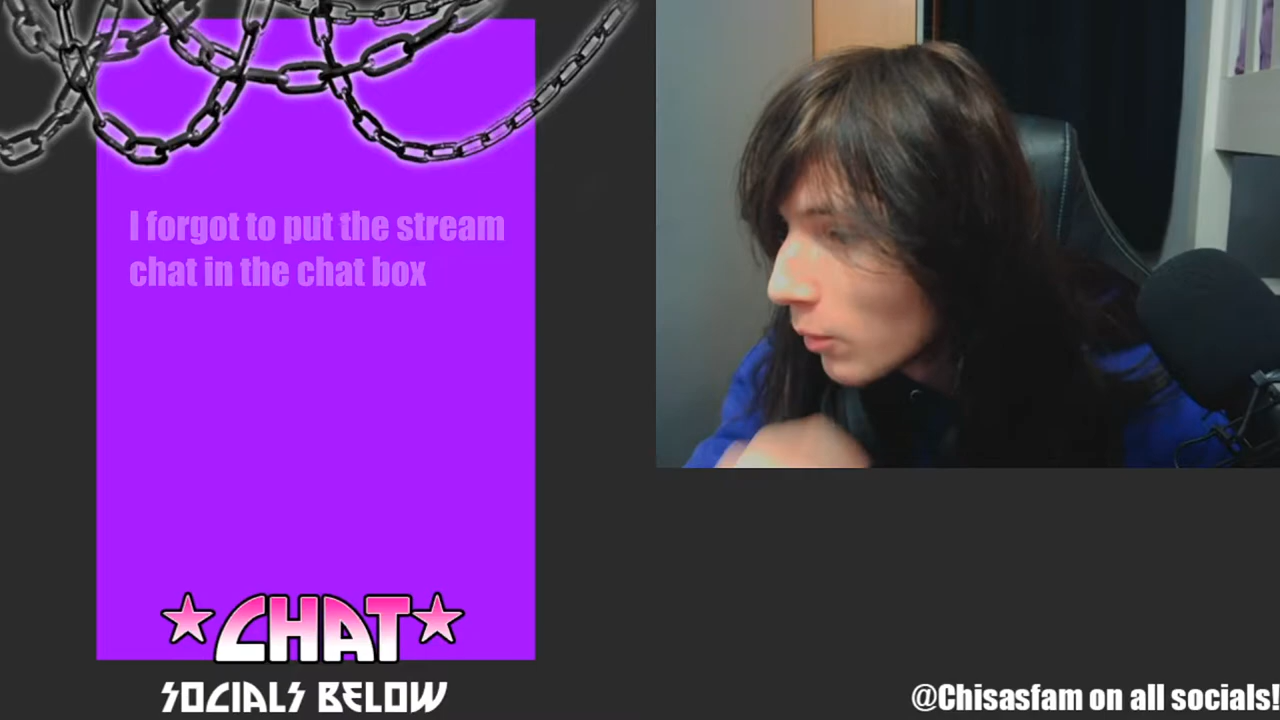 I forgot to put the stream
chat in the chat box
CHAT
SOCIALS BELOW
@Chisasfam on all socials!